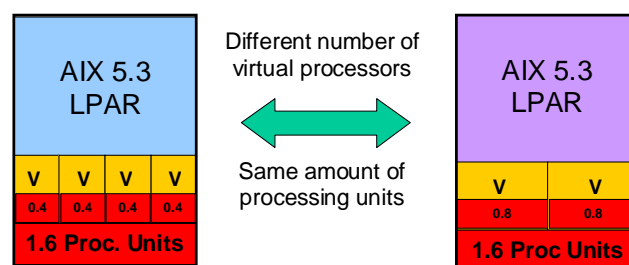 AIX 5.3
LPAR
V V V V
0.4 0.4 0.4 0.4
1.6 Proc. Units
Different number of
virtual processors
Same amount of
processing units
AIX 5.3
LPAR
V V
0.8 0.8
1.6 Proc Units